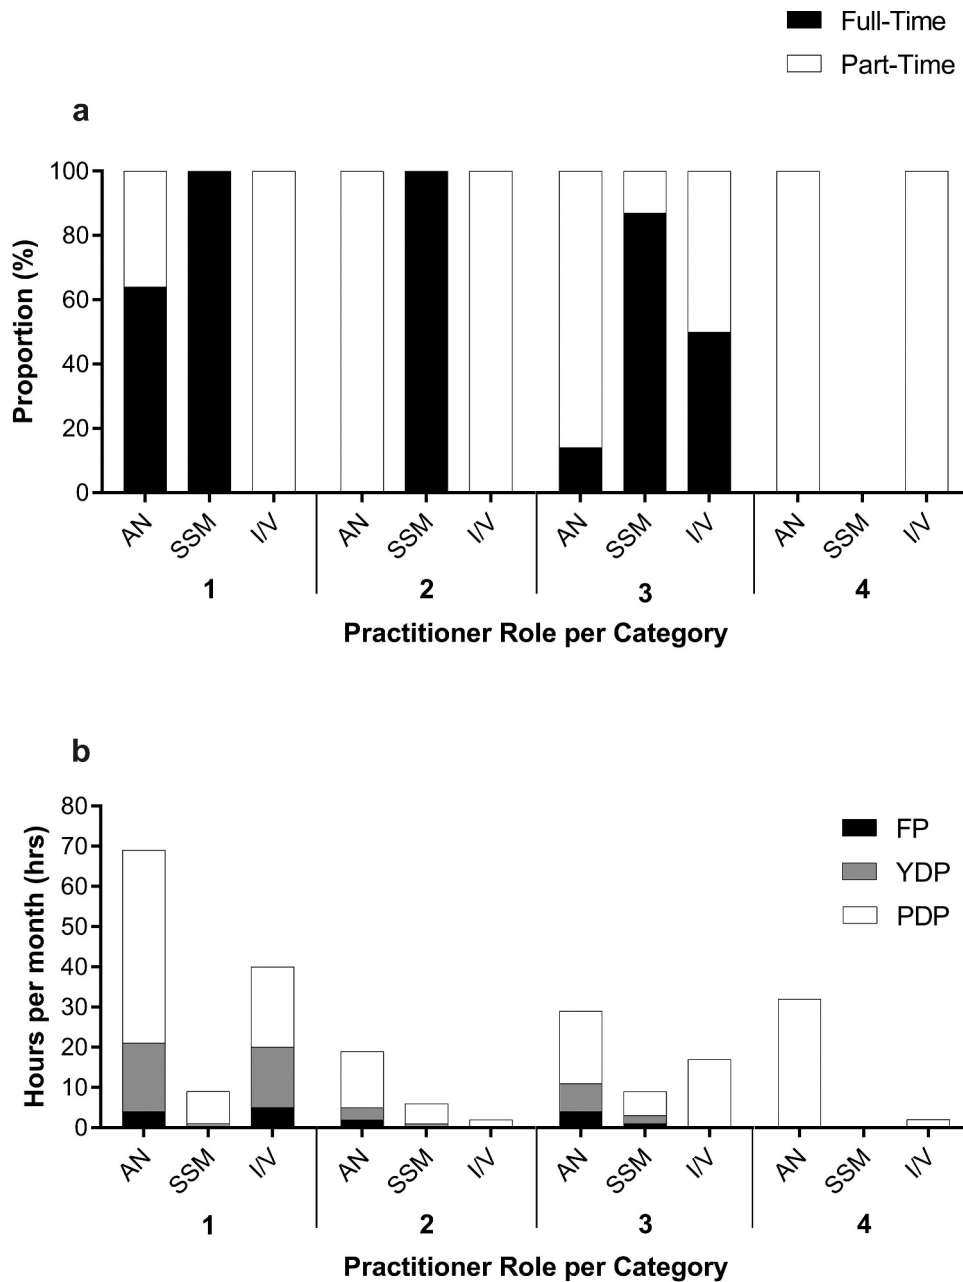 Full-Time
Part-Time
a
Proportion (%)
100
80
60
40
20
0
AN SSM I/V AN SSM I/V AN SSM I/V AN SSM I/V
1 2 3 4
Practitioner Role per Category
b
Hours per month (hrs)
80
70
60
50
40
30
20
10
0
FP
YDP
PDP
AN SSM I/V AN SSM I/V AN SSM I/V AN SSM I/V
1 2 3 4
Practitioner Role per Category